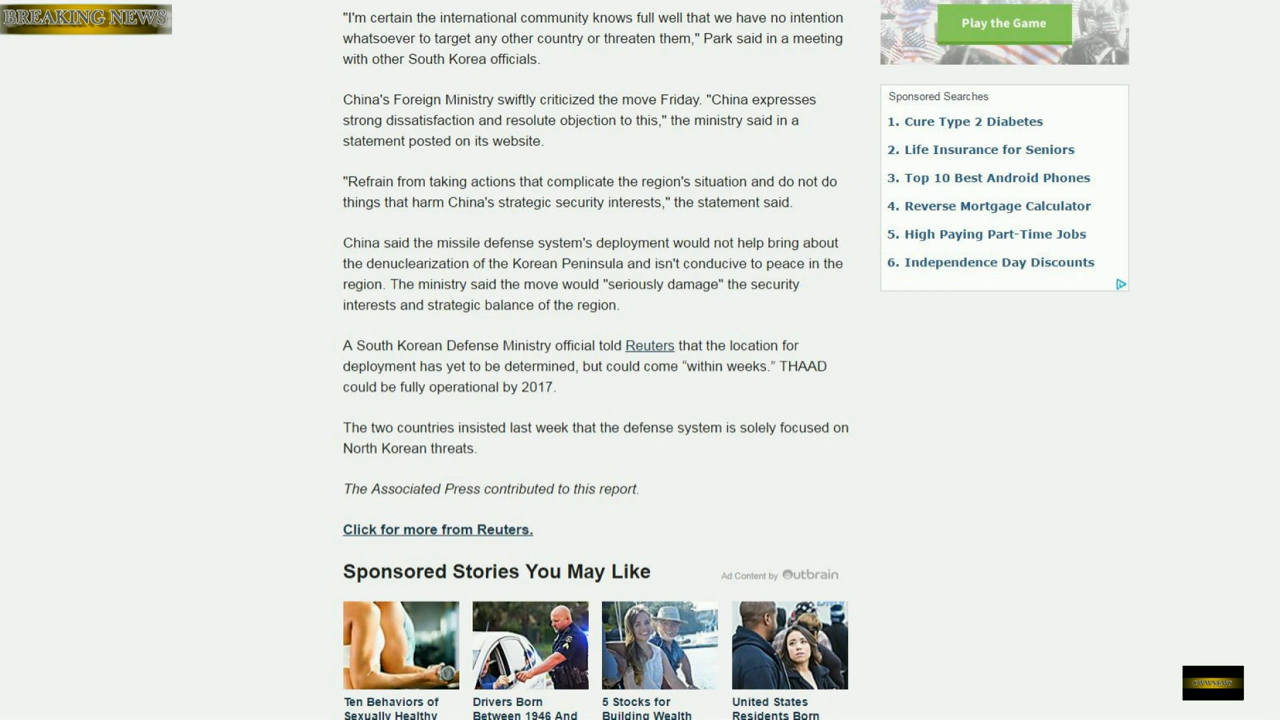 BREAKING NEWS
"I'm certain the international community knows full well that we have no intention
whatsoever to target any other country or threaten them," Park said in a meeting
with other South Korea officials.
China's Foreign Ministry swiftly criticized the move Friday. "China expresses
strong dissatisfaction and resolute objection to this," the ministry said in a
statement posted on its website.
"Refrain from taking actions that complicate the region's situation and do not do
things that harm China's strategic security interests," the statement said.
China said the missile defense system's deployment would not help bring about
the denuclearization of the Korean Peninsula and isn't conducive to peace in the
region. The ministry said the move would "seriously damage" the security
interests and strategic balance of the region.
A South Korean Defense Ministry official told Reuters that the location for
deployment has yet to be determined, but could come “within weeks.” THAAD
could be fully operational by 2017.
The two countries insisted last week that the defense system is solely focused on
North Korean threats.
The Associated Press contributed to this report.
Click for more from Reuters.
Sponsored Stories You May Like
Ad Content by Outbrain
Ten Behaviors of
Sexually Healthy
Drivers Born
Between 1946 And
5 Stocks for
Building Wealth
United States
Residents Born
Play the Game
Sponsored Searches
1. Cure Type 2 Diabetes
2. Life Insurance for Seniors
3. Top 10 Best Android Phones
4. Reverse Mortgage Calculator
5. High Paying Part-Time Jobs
6. Independence Day Discounts